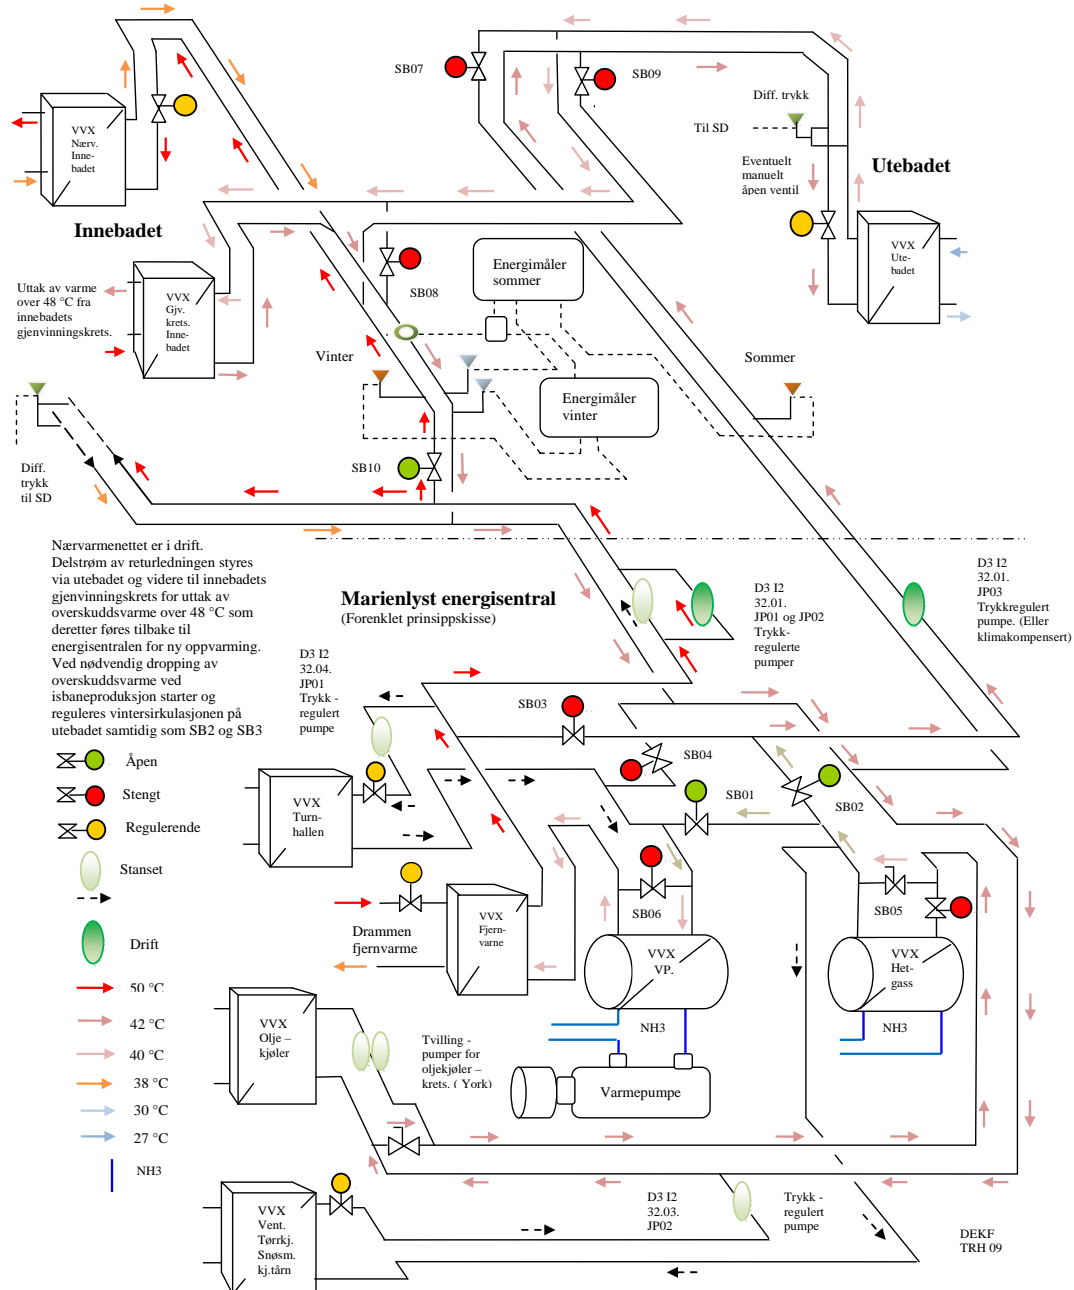 SB07
SB09
Diff. trykk
Til SD
VVX
Nærv.
Inne-
badet
Eventuelt
manuelt
åpen ventil
Utebadet
Innebadet
VVX
Ute-
badet
Energimåler
sommer
Uttak av varme
over 48 °C fra
innebadets
gjenvinningskrets.
VVX
Gjv.
krets.
Inne-
badet
SB08
Vinter
Sommer
Energimåler
vinter
Diff.
trykk
til SD
SB10
Nærvarmenettet er i drift.
Delstrøm av returledningen styres
via utebadet og videre til innebadets
gjenvinningskrets for uttak av
overskuddsvarme over 48 °C som
deretter føres tilbake til
energisentralen for ny oppvarming.
Ved nødvendig dropping av
overskuddsvarme ved
isbaneproduksjon starter og
reguleres vintersirkulasjonen på
utebadet samtidig som SB2 og SB3
Marienlyst energisentral
(Forenklet prinsippskisse)
D3 I2
32.01.
JP01 og JP02
Trykk-
regulerte
pumper
D3 I2
32.01.
JP03
Trykkregulert
pumpe. (Eller
klimakompensert)
D3 I2
32.04.
JP01
Trykk -
regulert
pumpe
SB03
SB04
SB01
SB02
Åpen
Stengt
Regulerende
Stanset
Drift
50 °C
42 °C
40 °C
38 °C
30 °C
27 °C
NH3
VVX
Turn-
hallen
Drammen
fjernvarme
VVX
Fjern-
varne
SB06
SB05
VVX
VP.
VVX
Het-
gass
NH3
NH3
VVX
Olje –
kjøler
Tvilling -
pumper for
oljekjøler –
krets. ( York)
Varmepumpe
VVX
Vent.
Tørrkj.
Snøsm.
kj.tårn
D3 I2
32.03.
JP02
Trykk -
regulert
pumpe
DEKF
TRH 09